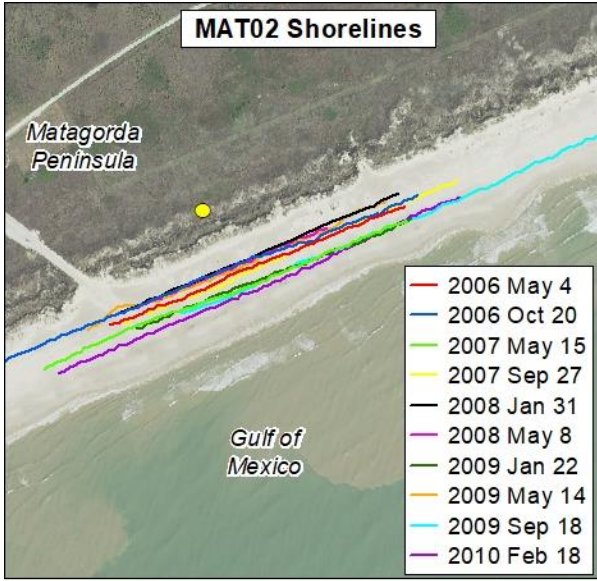 MAT02 Shorelines
Matagorda
Peninsula
Gulf of
Mexico
2006 May 4
2006 Oct 20
2007 May 15
2007 Sep 27
2008 Jan 31
2008 May 8
2009 Jan 22
2009 May 14
2009 Sep 18
2010 Feb 18